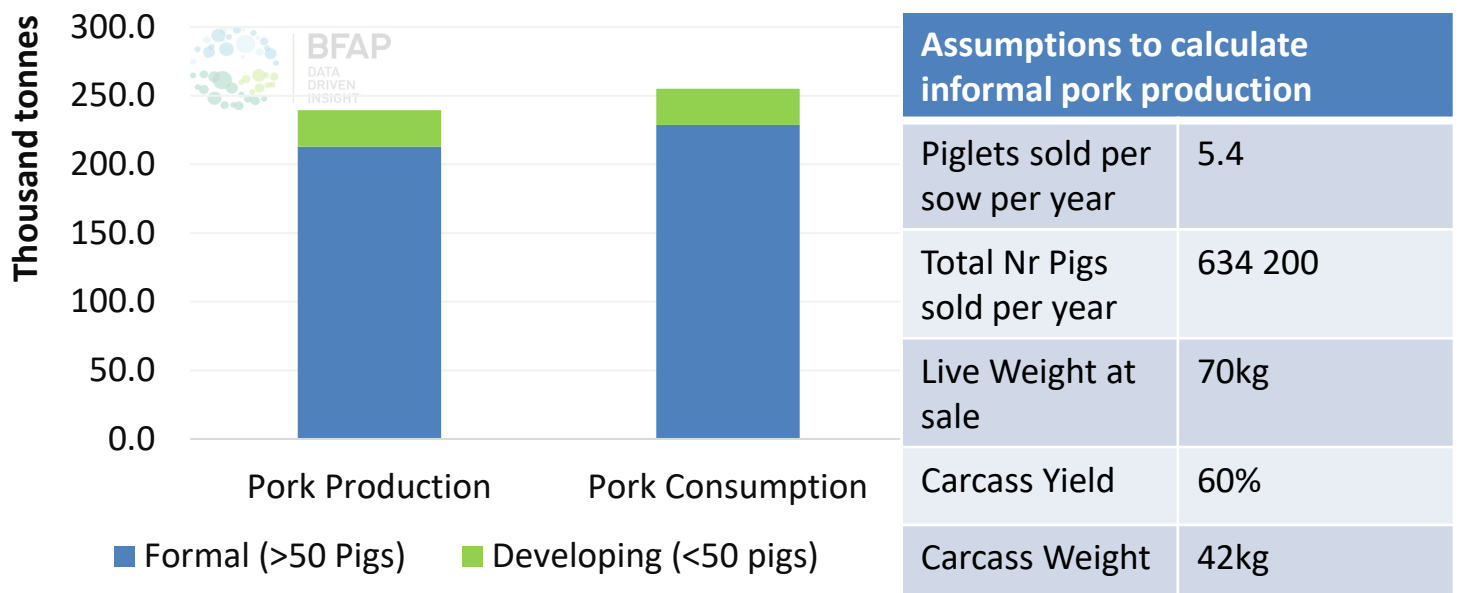 Thousand tonnes
300.0
250.0
200.0
150.0
100.0
50.0
0.0
BFAP
DATA
DRIVEN
INSIGHT
Pork Production
Pork Consumption
Formal (>50 Pigs)
Developing (<50 pigs)
Assumptions to calculate
informal pork production
Piglets sold per
sow per year
5.4
Total Nr Pigs
sold per year
634 200
Live Weight at
sale
70kg
Carcass Yield
60%
Carcass Weight
42kg